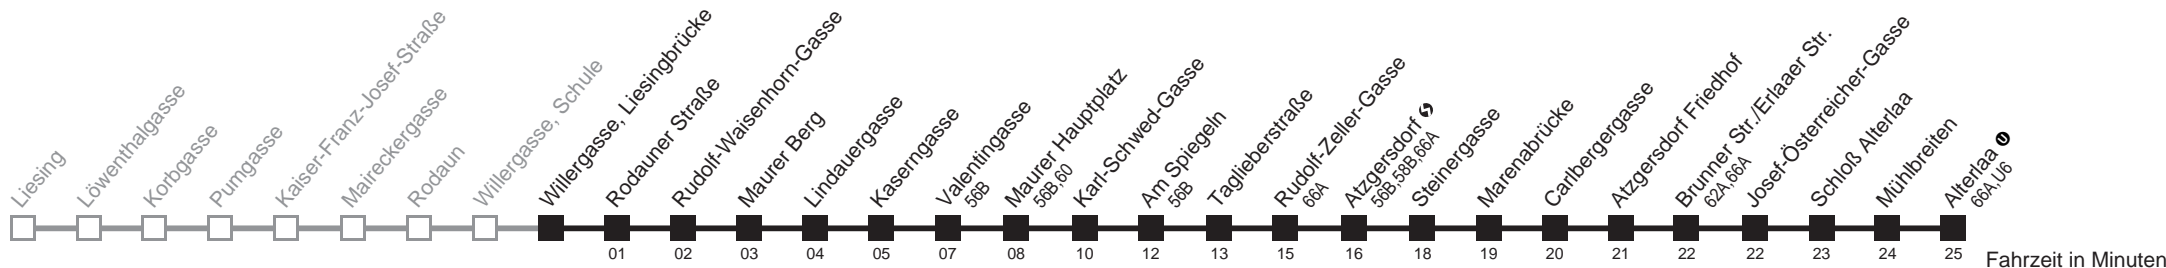 Liesing
Löwenthalgasse
Korbgasse
Pumgasse
Kaiser-Franz-Josef-Straße
Maireckergasse
Rodaun
Willergasse, Schule
Willergasse, Liesingbrücke
Rodauner Straße
01
Rudolf-Waisenhorn-Gasse
02
Maurer Berg
03
Lindauergasse
04
Kaserngasse
05
Valentingasse
56B
07
Maurer Hauptplatz
56B,60
08
Karl-Schwed-Gasse
10
Am Spiegeln
56B
12
Taglieberstraße
13
Rudolf-Zeller-Gasse
66A
15
Atzgersdorf
56B,58B,66A
16
Steinergasse
18
Marenabrücke
19
Carlbergergasse
20
Atzgersdorf Friedhof
21
Brunner Str./Erlaaer Str.
62A,66A
22
Josef-Österreicher-Gasse
22
Schloß Alterlaa
23
Mühlbreiten
24
Alterlaa U
66A,U6
25
Fahrzeit in Minuten